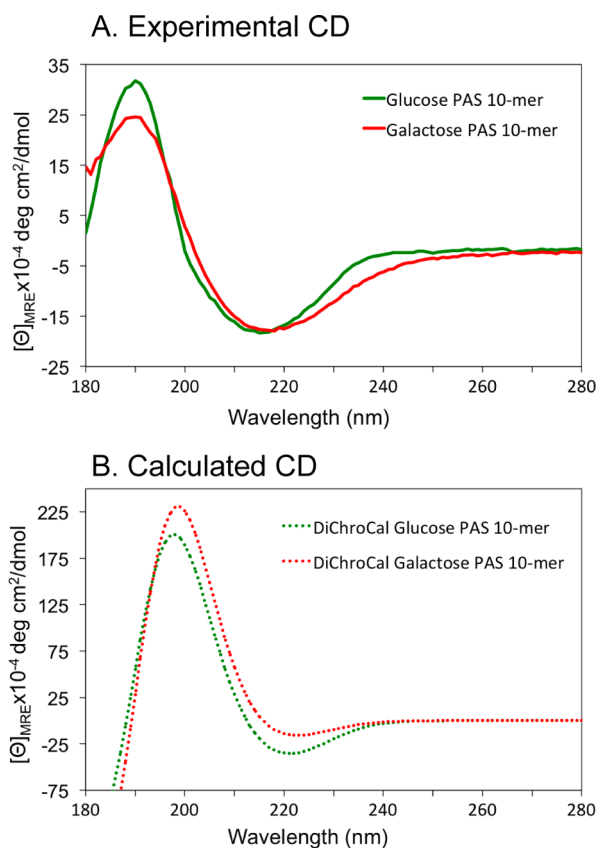 A. Experimental CD
35
25
15
5
-5
-15
-25
[Θ]MREx10-4 deg cm2/dmol
Glucose PAS 10-mer
Galactose PAS 10-mer
180 200 220 240 260 280
Wavelength (nm)
B. Calculated CD
225
175
125
75
25
-25
-75
[Θ]MREx10-4 deg cm2/dmol
DiChroCal Glucose PAS 10-mer
DiChroCal Galactose PAS 10-mer
180 200 220 240 260 280
Wavelength (nm)